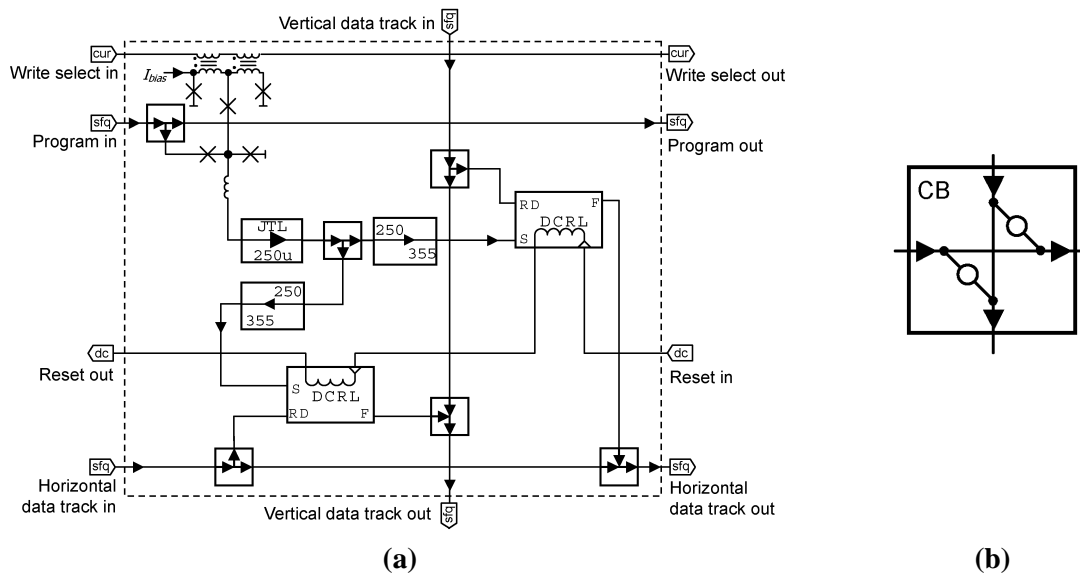 Vertical data track in
sfq
cur
Write select in
I_bias
cur
Write select out
sfq
Program in
sfq
Program out
RD
F
DCRL
S
JTL
250u
250
355
250
355
dc
Reset out
dc
Reset in
S
DCRL
RD
F
sfq
Horizontal
data track in
sfq
Horizontal
data track out
Vertical data track out
sfq
CB
(a)
(b)